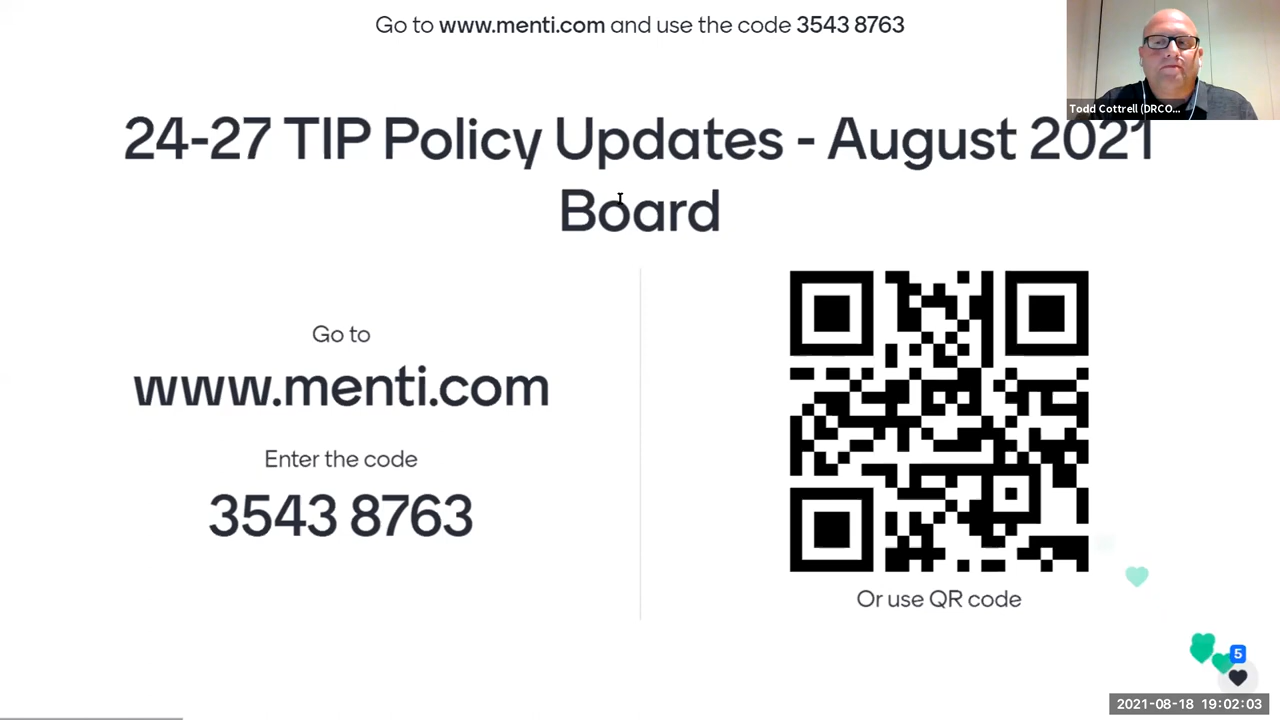 Go to www.menti.com and use the code 3543 8763
Todd Cottrell (DRCO...
24-27 TIP Policy Updates - August 2021
Board
Go to
www.menti.com
Enter the code
3543 8763
Or use QR code
5
2021-08-18 19:02:03